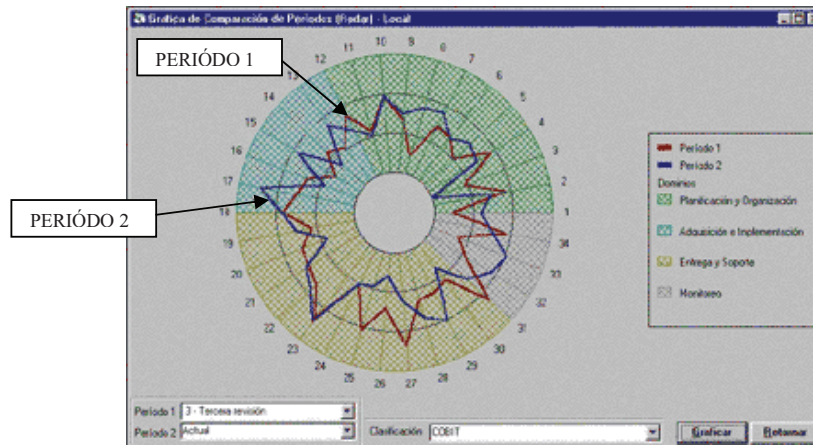 Gráfica de Comparación de Periodos (Radar) - Local
PERIÓDO 1
PERIÓDO 2
12 11 10 9 8 7 6 5 4 3 2 1
13 14 15 16 17 18
19 20 21 22 23 24 25 26 27 28 29 30
31 32 33 34
Período 1
Período 2
Dominios
Planificación y Organización
Adquisición e Implementación
Entrega y Soporte
Monitoreo
Período 1 3 - Tercera revisión
Período 2 Actual
Clasificación COBIT
Graficar Retornar